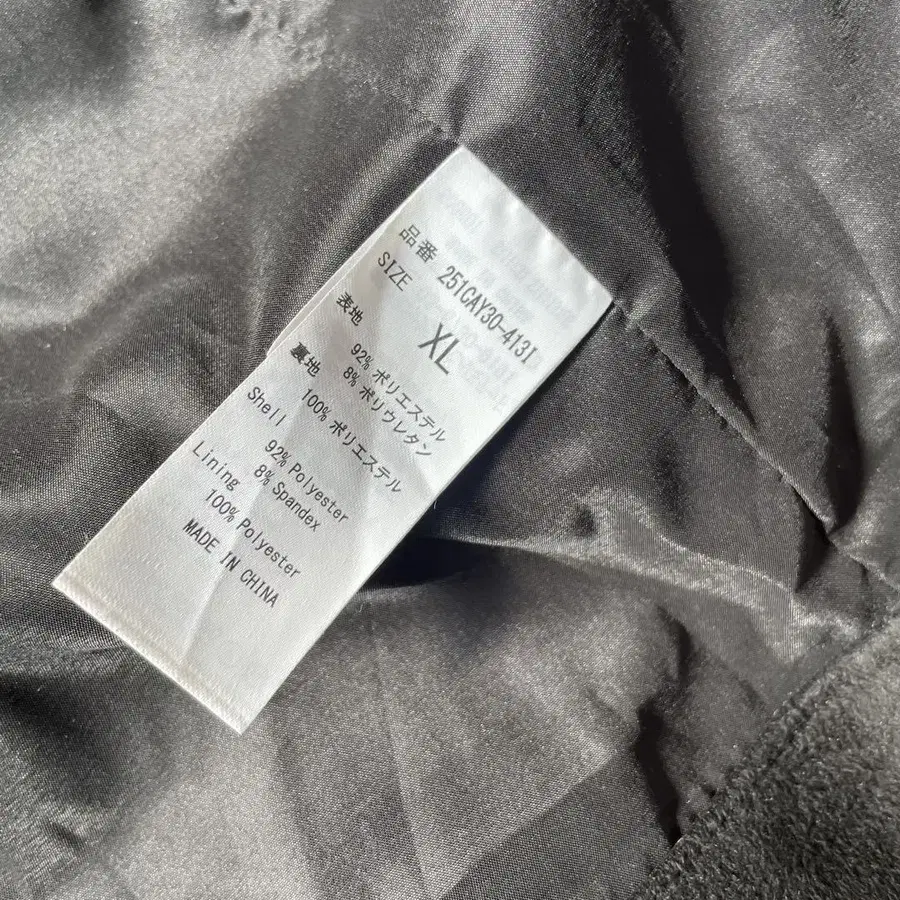 品番 251CAY30-4131
SIZE XL
表地 92% ポリエステル
8% ポリウレタン
裏地 100% ポリエステル
Shell 92% Polyester
8% Spandex
Lining 100% Polyester
MADE IN CHINA